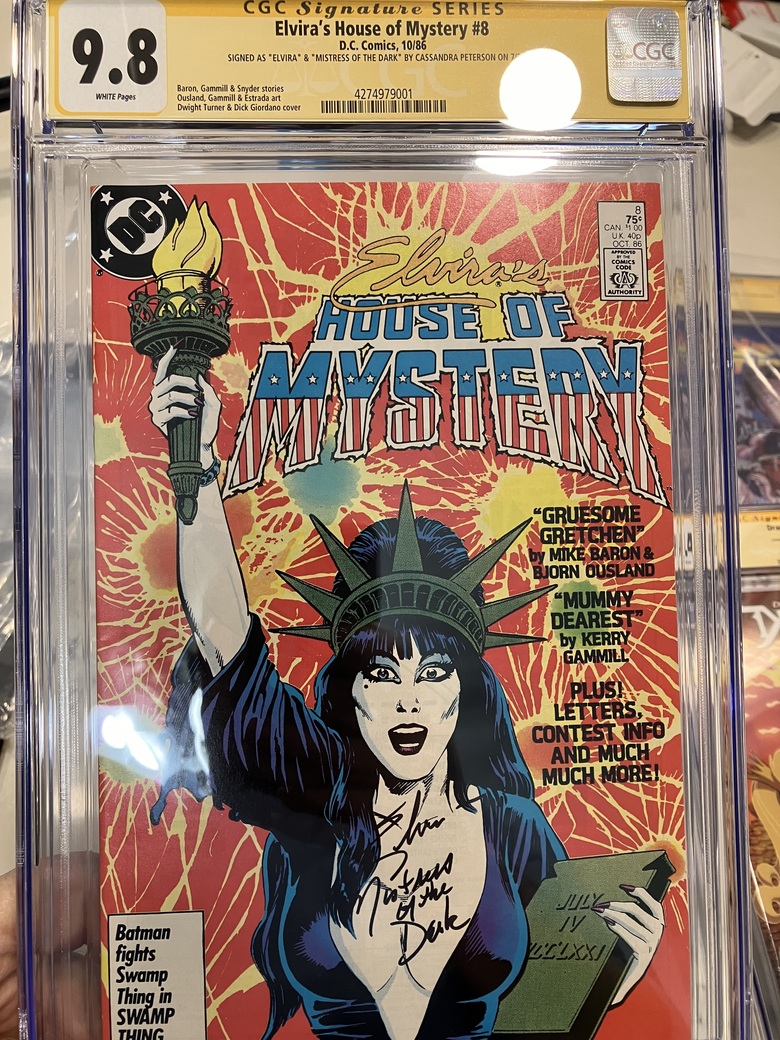 CGC Signature SERIES
Elvira's House of Mystery #8
D.C. Comics, 10/86
SIGNED AS "ELVIRA" & "MISTRESS OF THE DARK" BY CASSANDRA PETERSON ON
9.8
WHITE Pages
Baron, Gammill & Snyder stories
Ousland, Gammill & Estrada art
Dwight Turner & Dick Giordano cover
4274979001
CGC
DC
8
75¢
CAN. $1.00
U.K. 40p
OCT. 86
APPROVED
BY THE
COMICS
CODE
AUTHORITY
Elvira's
HOUSE OF
MYSTERY
"GRUESOME
GRETCHEN"
by MIKE BARON &
BJORN OUSLAND
"MUMMY
DEAREST"
by KERRY
GAMMILL
PLUS!
LETTERS,
CONTEST INFO
AND MUCH
MUCH MORE!
Elvira
Mistress
of the
Dark
JULY
IV
Batman
fights
Swamp
Thing in
SWAMP
THING